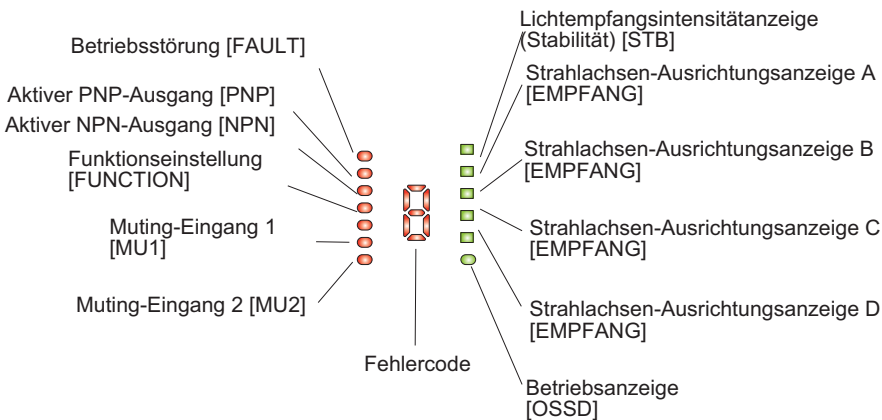 Betriebsstörung [FAULT]
Aktiver PNP-Ausgang [PNP]
Aktiver NPN-Ausgang [NPN]
Funktionseinstellung
[FUNCTION]
Muting-Eingang 1
[MU1]
Muting-Eingang 2 [MU2]
Fehlercode
Lichtempfangsintensitätanzeige
(Stabilität) [STB]
Strahlachsen-Ausrichtungsanzeige A
[EMPFANG]
Strahlachsen-Ausrichtungsanzeige B
[EMPFANG]
Strahlachsen-Ausrichtungsanzeige C
[EMPFANG]
Strahlachsen-Ausrichtungsanzeige D
[EMPFANG]
Betriebsanzeige
[OSSD]